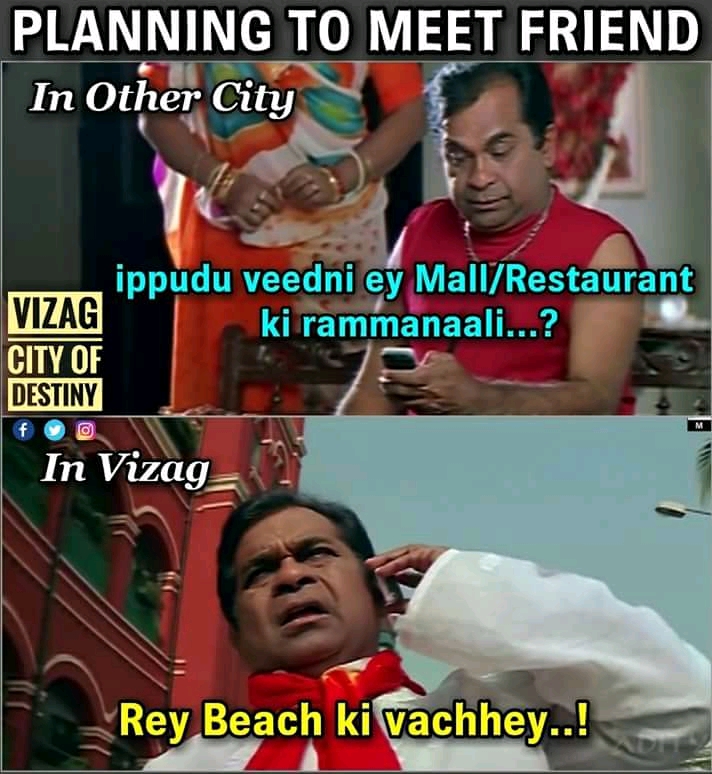 PLANNING TO MEET FRIEND
In Other City
ippudu veedni ey Mall/Restaurant
ki rammanaali...?
VIZAG
CITY OF
DESTINY
M
In Vizag
Rey Beach ki vachhey..!